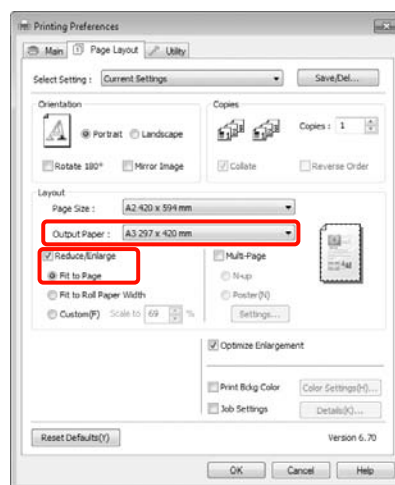 Printing Preferences
Main Page Layout Utility
Select Setting : Current Settings Save/Del...
Orientation Copies
Portrait Landscape Copies : 1
Rotate 180° Mirror Image Collate Reverse Order
Layout
Page Size : A2 420 x 594 mm
Output Paper : A3 297 x 420 mm
Reduce/Enlarge Multi-Page
Fit to Page N-up
Fit to Roll Paper Width Poster(N)
Custom(F) Scale to 69 % Settings...
Optimize Enlargement
Print Bckg Color Color Settings(H)...
Job Settings Details(K)...
Reset Defaults(Y) Version 6.70
OK Cancel Help